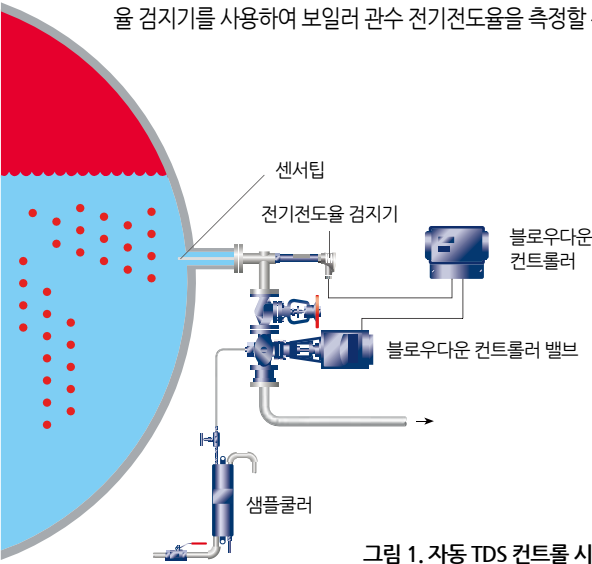 율 검지기를 사용하여 보일러 관수 전기전도율을 측정할
센서팁
전기전도율 검지기
블로우다운
컨트롤러
블로우다운 컨트롤러 밸브
샘플쿨러
그림 1. 자동 TDS 컨트롤 시